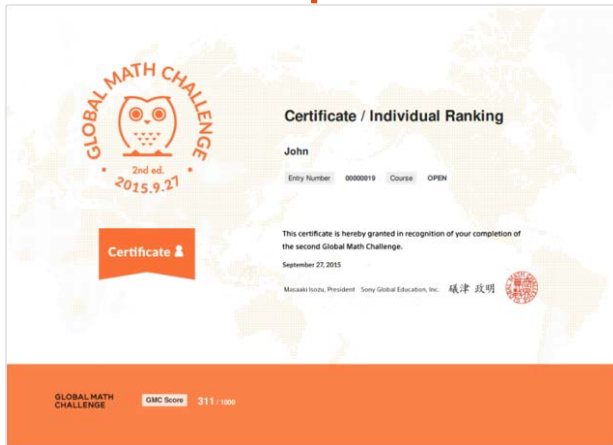 GLOBAL MATH CHALLENGE
2nd ed.
2015.9.27
Certificate
Certificate / Individual Ranking
John
Entry Number 00000019 Course OPEN
This certificate is hereby granted in recognition of your completion of
the second Global Math Challenge.
September 27, 2015
Masaaki Isozu, President Sony Global Education, Inc. 礒津 政明
GLOBAL MATH
CHALLENGE
GMC Score 311 / 1000